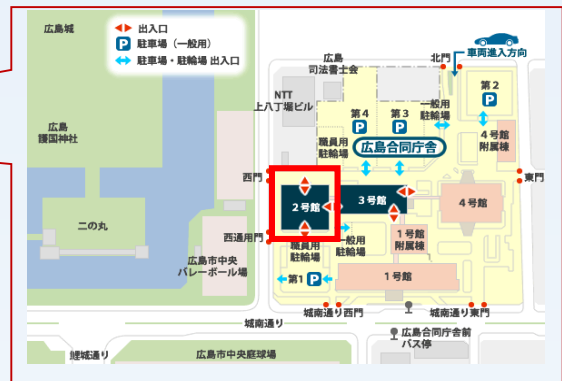 広島城
出入口
P 駐車場（一般用）
駐車場・駐輪場 出入口
広島
司法書士会
北門
車両進入方向
NTT
上八丁堀ビル
第2
P
第4
P
第3
P
一般用
駐輪場
広島
護国神社
職員用
駐輪場
広島合同庁舎
4号館
附属棟
西門
東門
2号館
3号館
4号館
二の丸
西通用門
1号館
附属棟
職員用
駐輪場
一般用
駐輪場
広島市中央
バレーボール場
第1 P
1号館
城南通り西門
城南通り東門
城南通り
広島合同庁舎前
バス停
鯉城通り
広島市中央庭球場